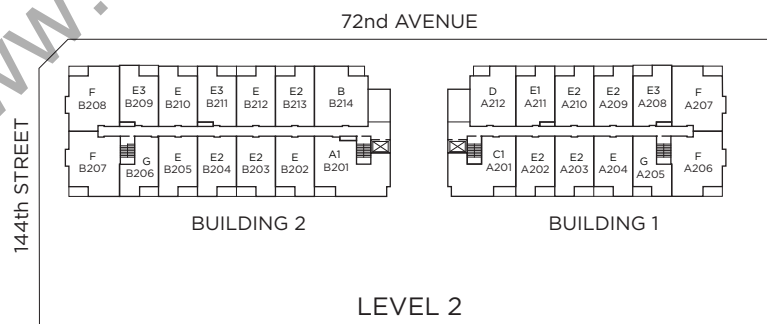 72nd AVENUE
144th STREET
F
B208
E3
B209
E
B210
E3
B211
E
B212
E2
B213
B
B214
F
B207
G
B206
E
B205
E2
B204
E2
B203
E
B202
A1
B201
BUILDING 2
D
A212
E1
A211
E2
A210
E2
A209
E3
A208
F
A207
C1
A201
E2
A202
E2
A203
E
A204
G
A205
F
A206
BUILDING 1
LEVEL 2